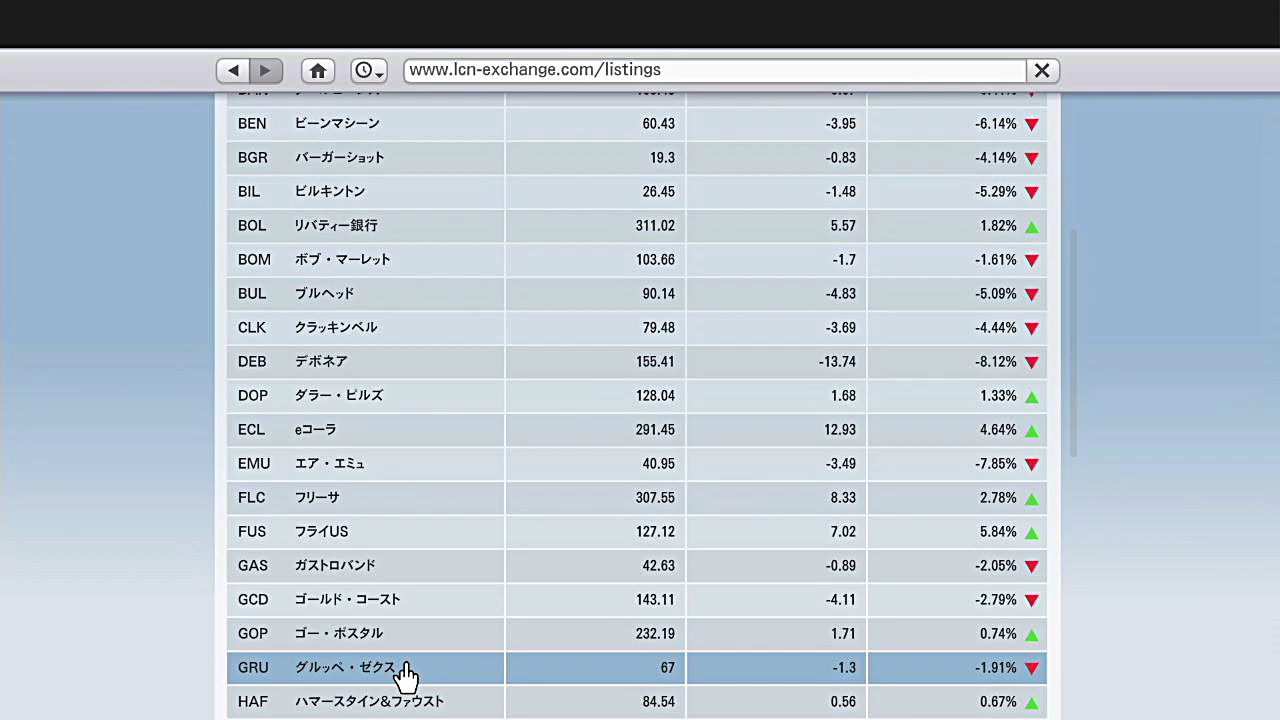 www.lcn-exchange.com/listings
BEN ビーンマシーン 60.43 -3.95 -6.14%
BGR バーガーショット 19.3 -0.83 -4.14%
BIL ビルキントン 26.45 -1.48 -5.29%
BOL リバティー銀行 311.02 5.57 1.82%
BOM ボブ・マーレット 103.66 -1.7 -1.61%
BUL ブルヘッド 90.14 -4.83 -5.09%
CLK クラッキンベル 79.48 -3.69 -4.44%
DEB デボネア 155.41 -13.74 -8.12%
DOP ダラー・ピルズ 128.04 1.68 1.33%
ECL eコーラ 291.45 12.93 4.64%
EMU エア・エミュ 40.95 -3.49 -7.85%
FLC フリーサ 307.55 8.33 2.78%
FUS フライUS 127.12 7.02 5.84%
GAS ガストロバンド 42.63 -0.89 -2.05%
GCD ゴールド・コースト 143.11 -4.11 -2.79%
GOP ゴー・ポスタル 232.19 1.71 0.74%
GRU グルッペ・ゼクス 67 -1.3 -1.91%
HAF ハマースタイン&ファウスト 84.54 0.56 0.67%